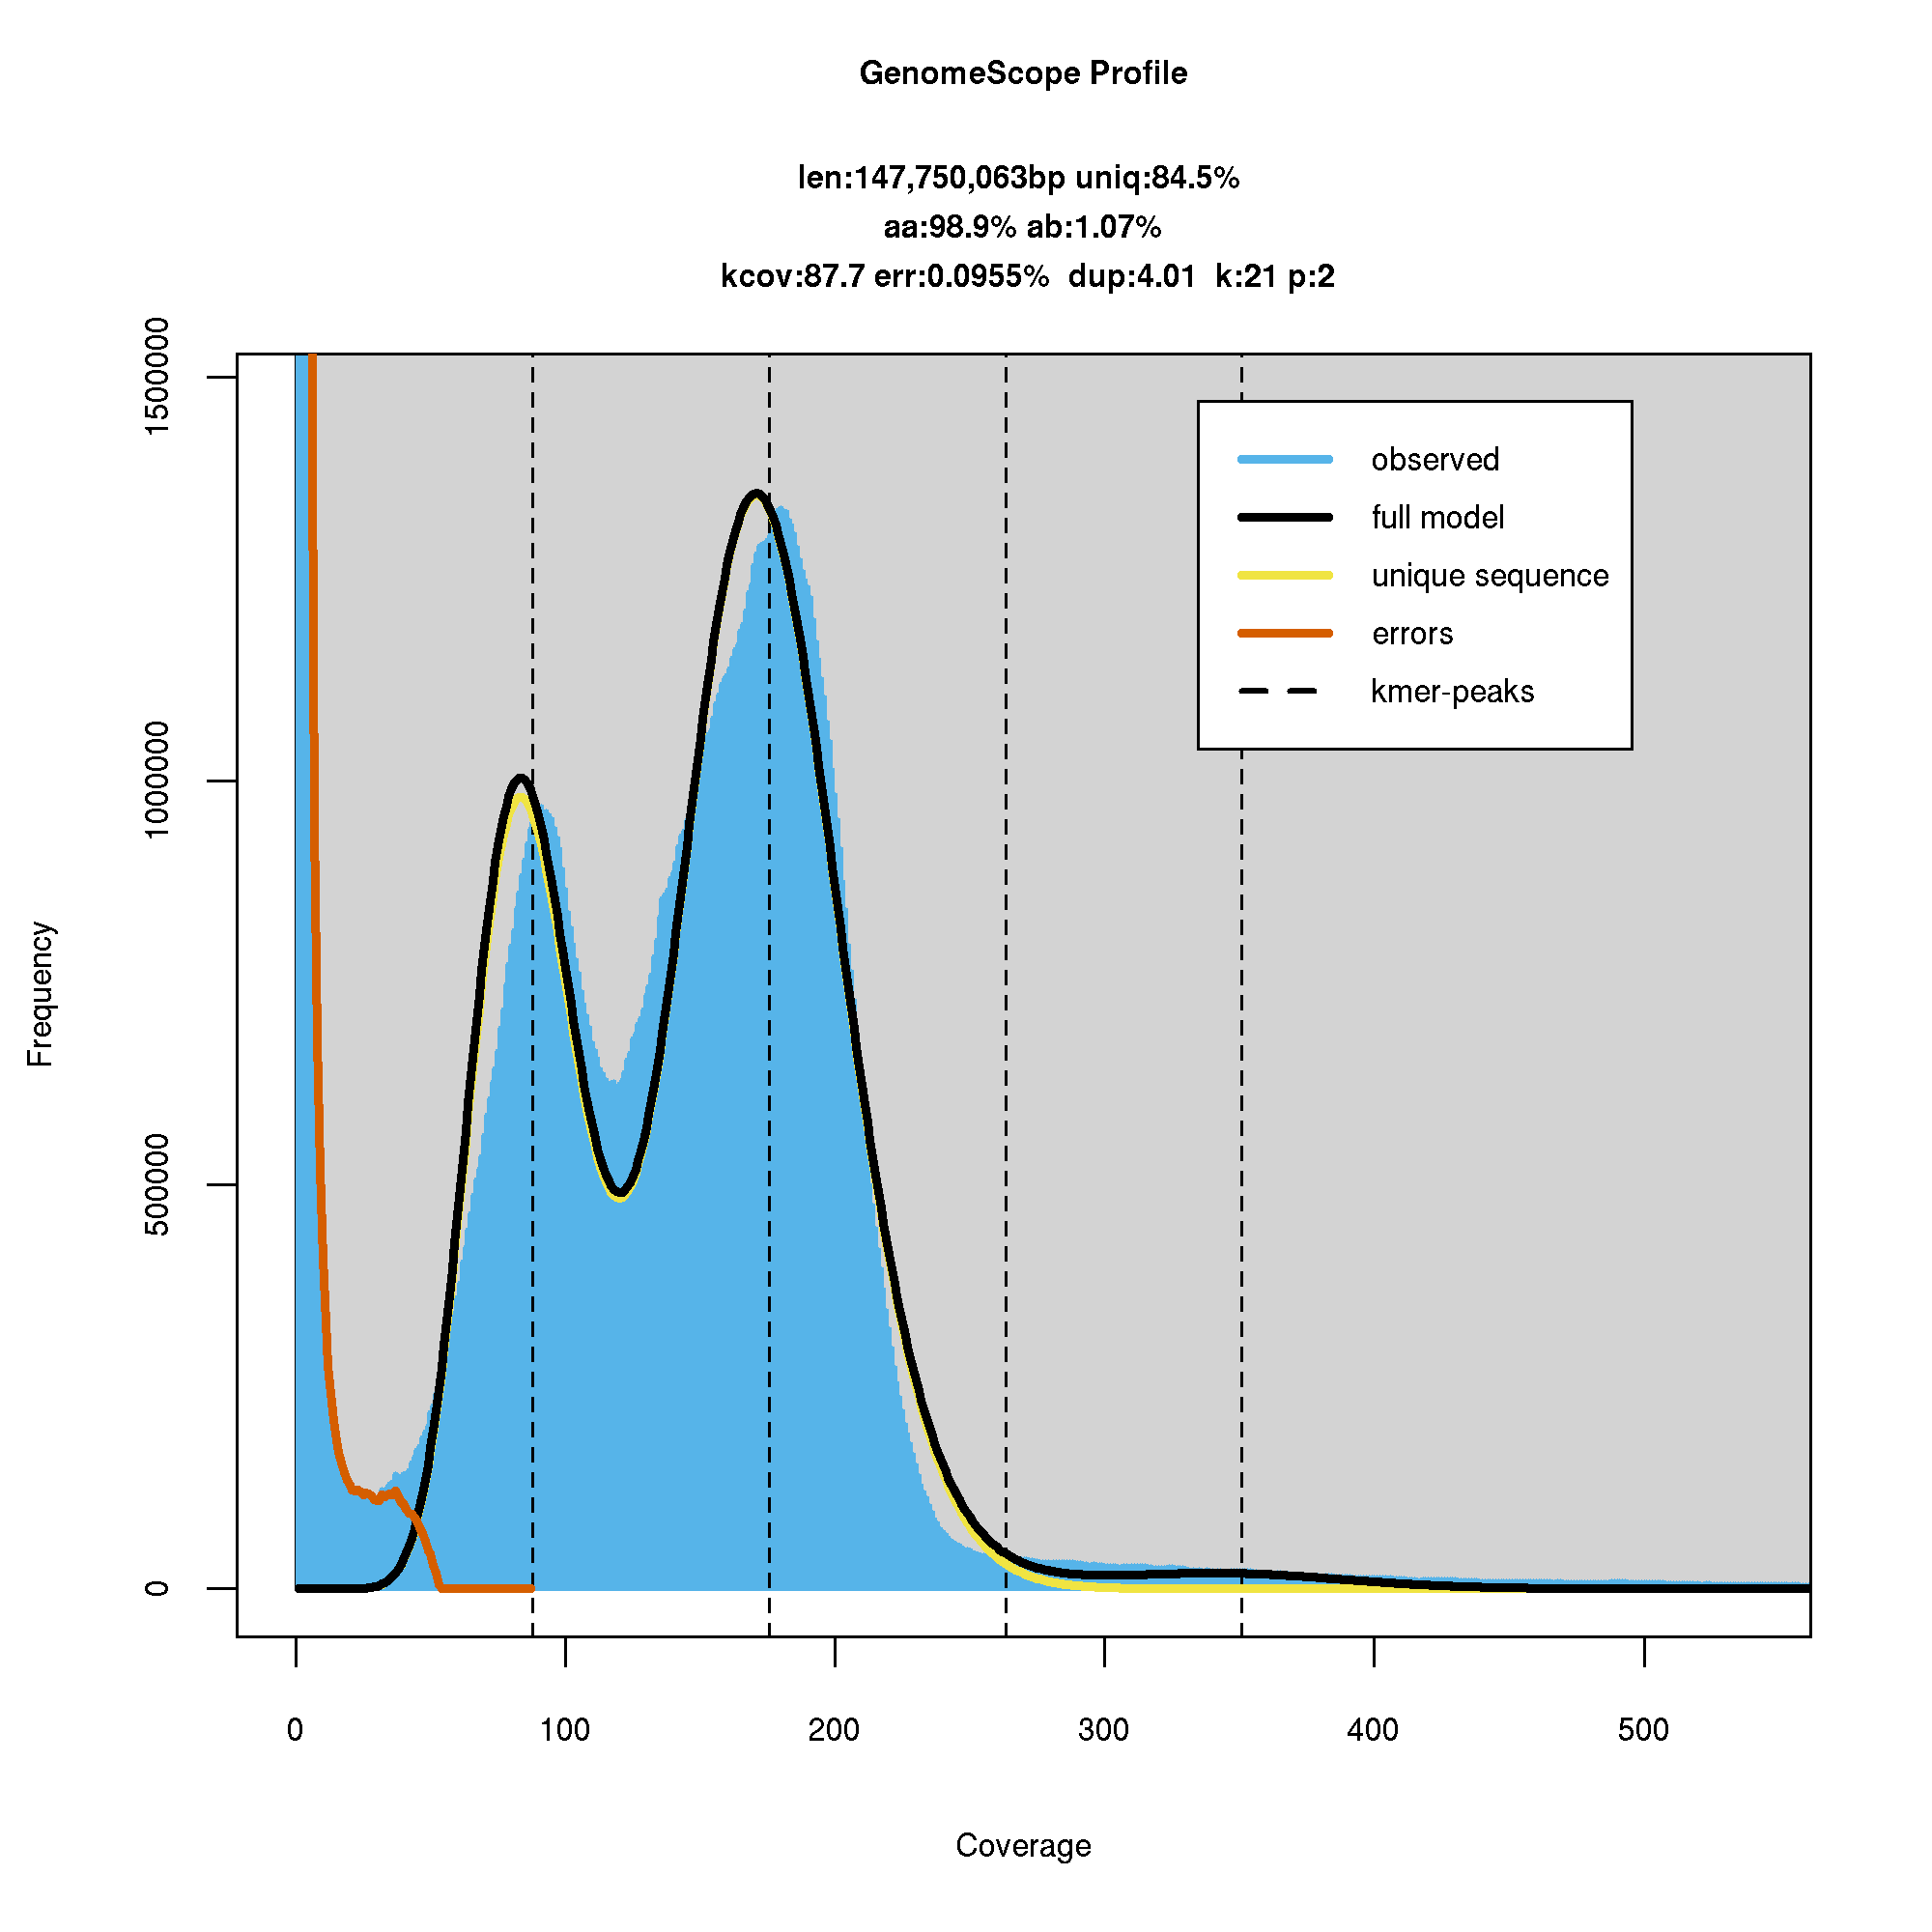 GenomeScope Profile
len:147,750,063bp uniq:84.5%
aa:98.9% ab:1.07%
kcov:87.7 err:0.0955% dup:4.01 k:21 p:2
observed
full model
unique sequence
errors
kmer-peaks
Frequency
1500000
1000000
500000
0
0 100 200 300 400 500
Coverage